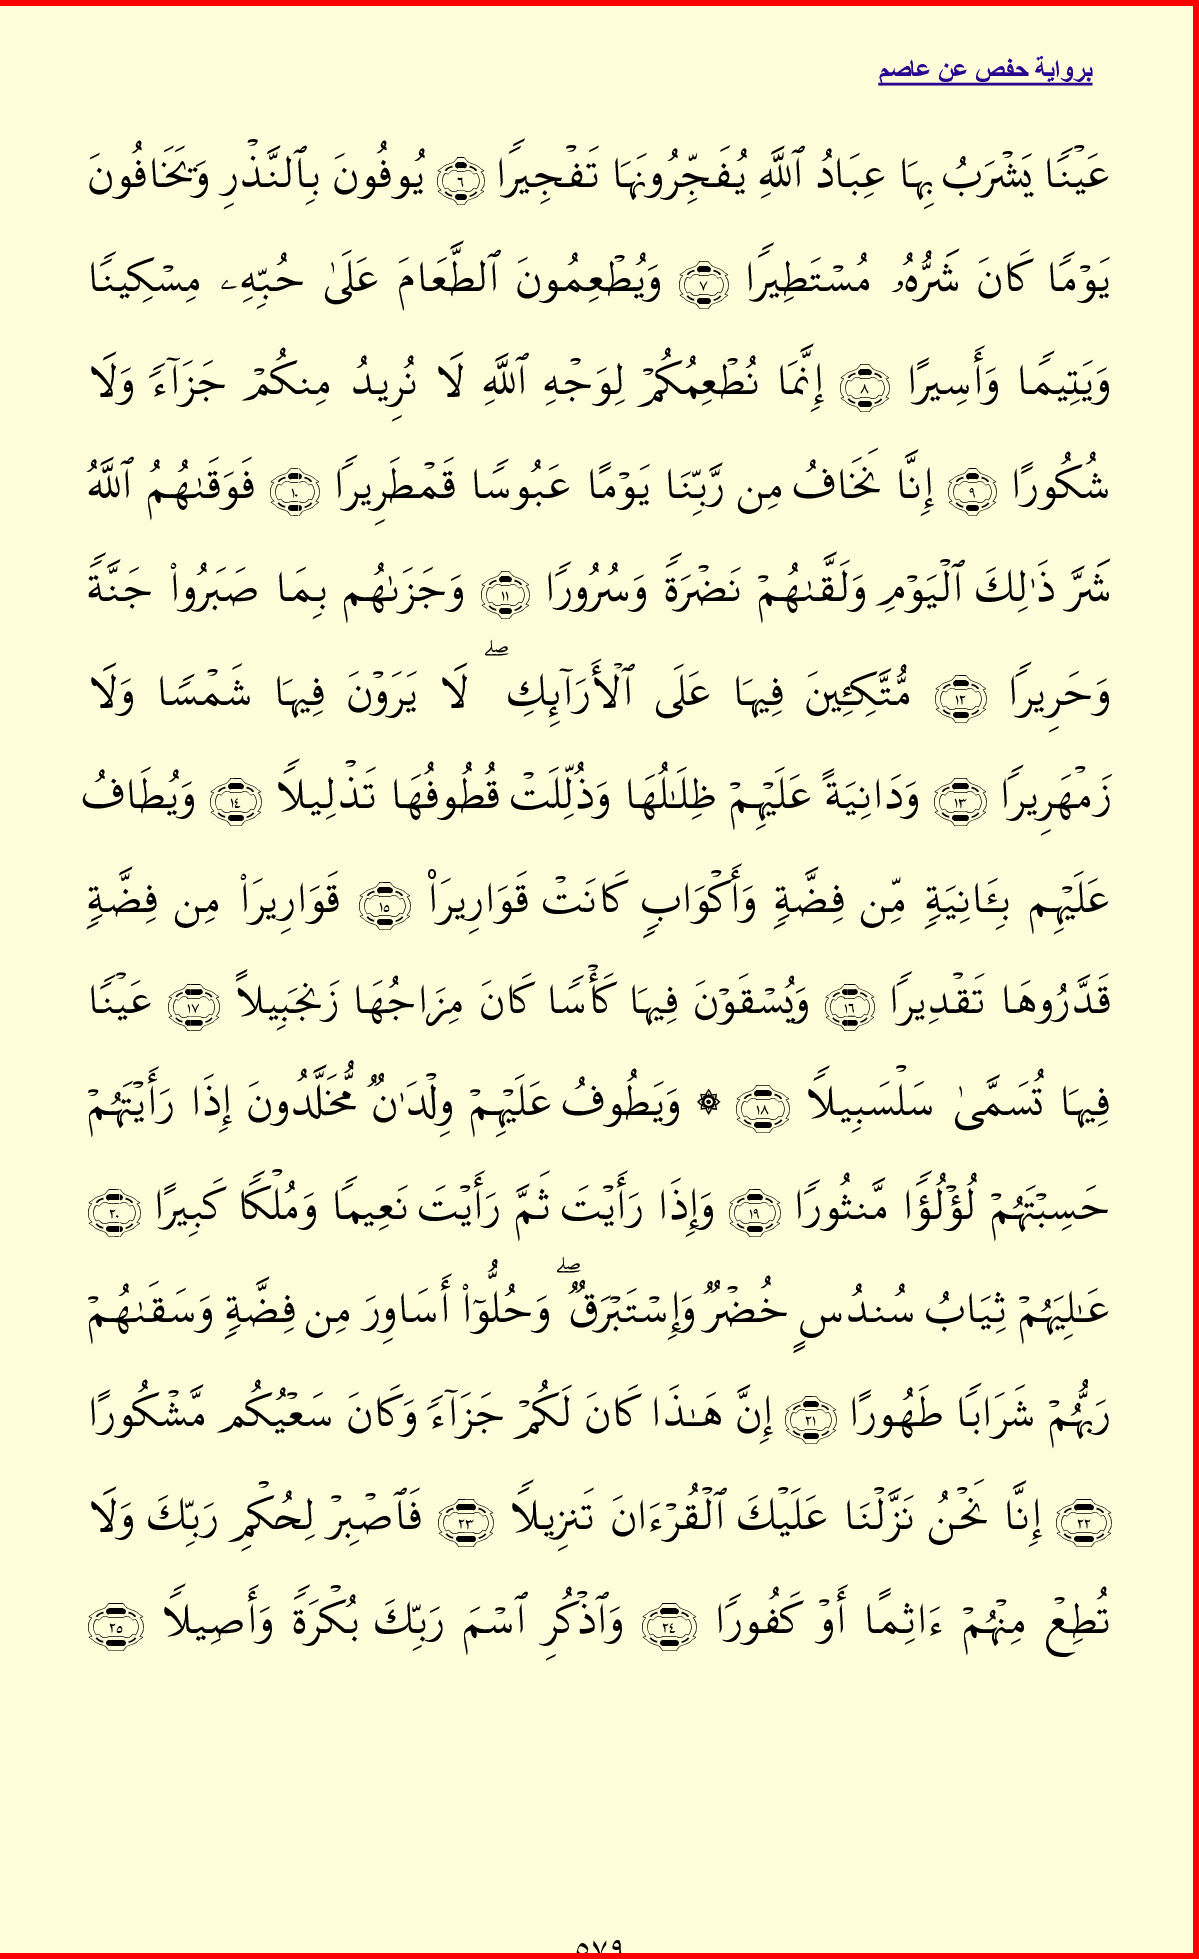 برواية حفص عن عاصم
عَيۡنًا يَشۡرَبُ بِهَا عِبَادُ ٱللَّهِ يُفَجِّرُونَهَا تَفۡجِيرًا ٦ يُوفُونَ بِٱلنَّذۡرِ وَيَخَافُونَ
يَوۡمًا كَانَ شَرُّهُۥ مُسۡتَطِيرًا ٧ وَيُطۡعِمُونَ ٱلطَّعَامَ عَلَىٰ حُبِّهِۦ مِسۡكِينًا
وَيَتِيمًا وَأَسِيرًا ٨ إِنَّمَا نُطۡعِمُكُمۡ لِوَجۡهِ ٱللَّهِ لَا نُرِيدُ مِنكُمۡ جَزَآءً وَلَا
شُكُورًا ٩ إِنَّا نَخَافُ مِن رَّبِّنَا يَوۡمًا عَبُوسًا قَمۡطَرِيرًا ١٠ فَوَقَىٰهُمُ ٱللَّهُ
شَرَّ ذَٰلِكَ ٱلۡيَوۡمِ وَلَقَّىٰهُمۡ نَضۡرَةً وَسُرُورًا ١١ وَجَزَىٰهُم بِمَا صَبَرُواْ جَنَّةً
وَحَرِيرًا ١٢ مُّتَّكِـِٔينَ فِيهَا عَلَى ٱلۡأَرَآئِكِۖ لَا يَرَوۡنَ فِيهَا شَمۡسًا وَلَا
زَمۡهَرِيرًا ١٣ وَدَانِيَةً عَلَيۡهِمۡ ظِلَٰلُهَا وَذُلِّلَتۡ قُطُوفُهَا تَذۡلِيلًا ١٤ وَيُطَافُ
عَلَيۡهِم بِـَٔانِيَةٍ مِّن فِضَّةٍ وَأَكۡوَابٍ كَانَتۡ قَوَارِيرَا۠ ١٥ قَوَارِيرَاْ مِن فِضَّةٍ
قَدَّرُوهَا تَقۡدِيرًا ١٦ وَيُسۡقَوۡنَ فِيهَا كَأۡسًا كَانَ مِزَاجُهَا زَنجَبِيلًا ١٧ عَيۡنًا
فِيهَا تُسَمَّىٰ سَلۡسَبِيلًا ١٨ ۞ وَيَطُوفُ عَلَيۡهِمۡ وِلۡدَٰنٌ مُّخَلَّدُونَ إِذَا رَأَيۡتَهُمۡ
حَسِبۡتَهُمۡ لُؤۡلُؤًا مَّنثُورًا ١٩ وَإِذَا رَأَيۡتَ ثَمَّ رَأَيۡتَ نَعِيمًا وَمُلۡكًا كَبِيرًا ٢٠
عَٰلِيَهُمۡ ثِيَابُ سُندُسٍ خُضۡرٌ وَإِسۡتَبۡرَقٌۖ وَحُلُّوٓاْ أَسَاوِرَ مِن فِضَّةٍ وَسَقَىٰهُمۡ
رَبُّهُمۡ شَرَابًا طَهُورًا ٢١ إِنَّ هَٰذَا كَانَ لَكُمۡ جَزَآءً وَكَانَ سَعۡيُكُم مَّشۡكُورًا
٢٢ إِنَّا نَحۡنُ نَزَّلۡنَا عَلَيۡكَ ٱلۡقُرۡءَانَ تَنزِيلًا ٢٣ فَٱصۡبِرۡ لِحُكۡمِ رَبِّكَ وَلَا
تُطِعۡ مِنۡهُمۡ ءَاثِمًا أَوۡ كَفُورًا ٢٤ وَٱذۡكُرِ ٱسۡمَ رَبِّكَ بُكۡرَةً وَأَصِيلًا ٢٥
٥٧٩